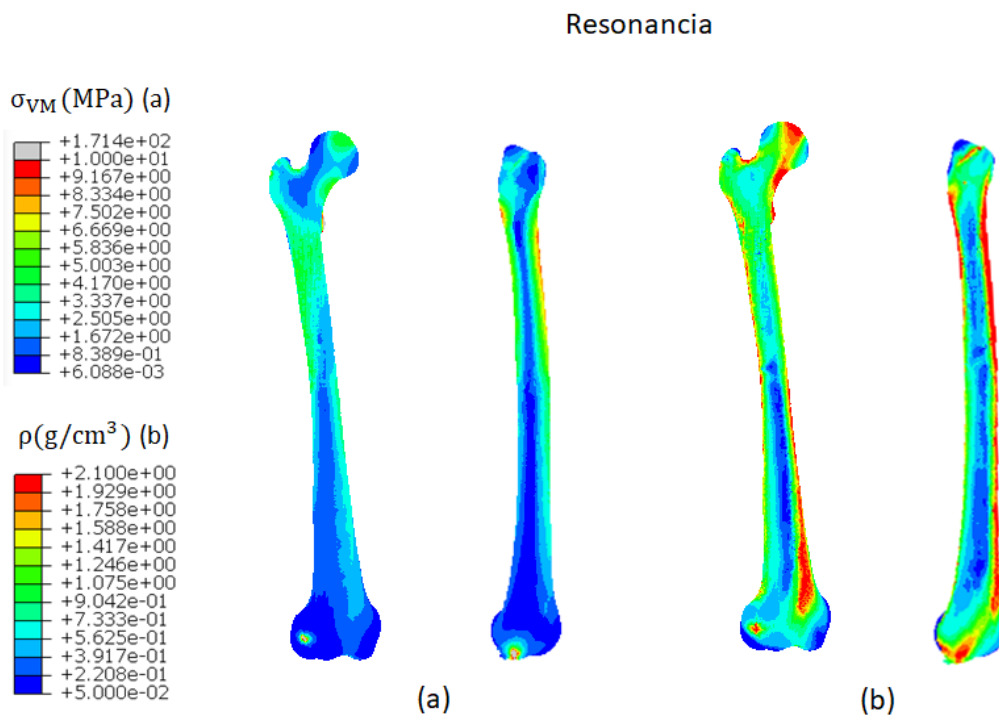 Resonancia
σVM (MPa) (a)
+1.714e+02
+1.000e+01
+9.167e+00
+8.334e+00
+7.502e+00
+6.669e+00
+5.836e+00
+5.003e+00
+4.170e+00
+3.337e+00
+2.505e+00
+1.672e+00
+8.389e-01
+6.088e-03
ρ(g/cm³) (b)
+2.100e+00
+1.929e+00
+1.758e+00
+1.588e+00
+1.417e+00
+1.246e+00
+1.075e+00
+9.042e-01
+7.333e-01
+5.625e-01
+3.917e-01
+2.208e-01
+5.000e-02
(a)
(b)